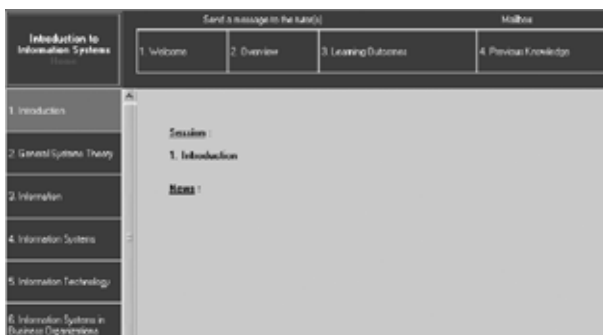 Introduction to
Information Systems
Home
Send a message to the tutor(s)
Mailbox
1. Welcome
2. Overview
3. Learning Outcomes
4. Previous Knowledge
1. Introduction
2. General Systems Theory
3. Information
4. Information Systems
5. Information Technology
6. Information Systems in
Business Organizations
Session :
1. Introduction
News :